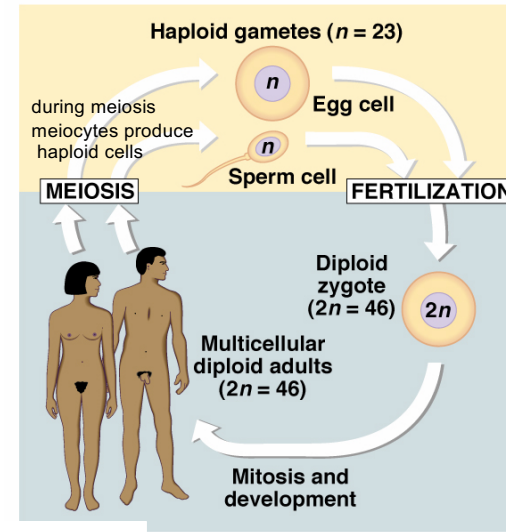 Haploid gametes (n = 23)
n
Egg cell
during meiosis
meiocytes produce
haploid cells
n
Sperm cell
MEIOSIS
FERTILIZATION
Diploid
zygote
(2n = 46)
2n
Multicellular
diploid adults
(2n = 46)
Mitosis and
development